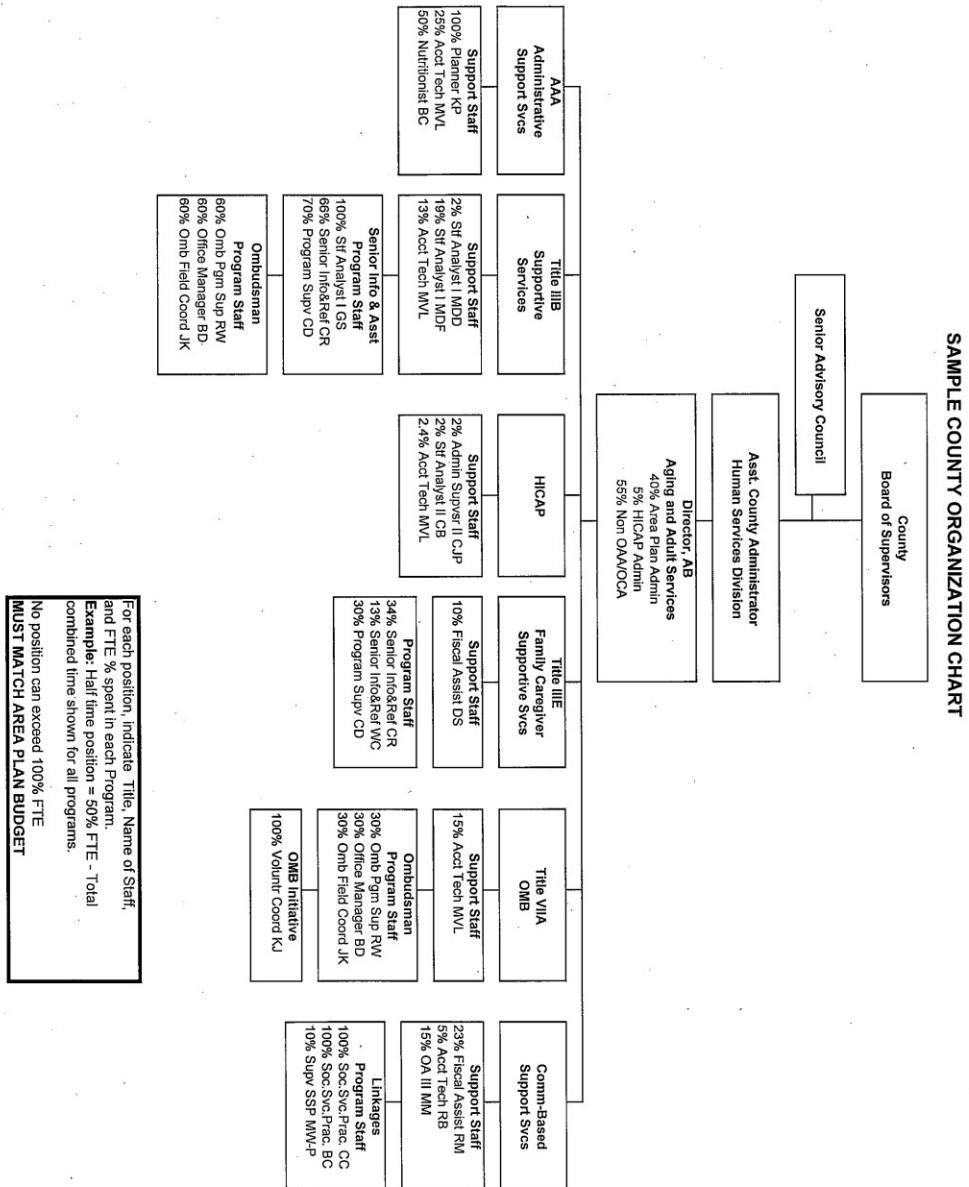 SAMPLE COUNTY ORGANIZATION CHART
County
Board of Supervisors
Senior Advisory Council
Asst. County Administrator
Human Services Division
Director, AB
Aging and Adult Services
40% Area Plan Admin
5% HICAP Admin
55% Non OAA/OCA
AAA
Administrative
Support Svcs
Support Staff
100% Planner KP
25% Acct Tech MVL
50% Nutritionist BC
Title IIIB
Supportive
Services
Support Staff
2% Stf Analyst I MDD
19% Stf Analyst I MDF
13% Acct Tech MVL
Senior Info & Asst
Program Staff
100% Stf Analyst I GS
66% Senior Info&Ref CR
70% Program Supv CD
Ombudsman
Program Staff
60% Omb Pgm Sup RW
60% Office Manager BD
60% Omb Field Coord JK
HICAP
Support Staff
2% Admin Supvsr II CJP
2% Stf Analyst II CB
2.4% Acct Tech MVL
Title IIIE
Family Caregiver
Supportive Svcs
Support Staff
10% Fiscal Assist DS
Program Staff
34% Senior Info&Ref CR
13% Senior Info&Ref WC
30% Program Supv CD
Title VIIA
OMB
Support Staff
15% Acct Tech MVL
Ombudsman
Program Staff
30% Omb Pgm Sup RW
30% Office Manager BD
30% Omb Field Coord JK
OMB Initiative
100% Voluntr Coord KJ
Comm-Based
Support Svcs
Support Staff
23% Fiscal Assist RM
5% Acct Tech RB
15% OA III MM
Linkages
Program Staff
100% Soc.Svc.Prac. CC
100% Soc.Svc.Prac. BC
10% Supv SSP MW-P
For each position, indicate Title, Name of Staff,
and FTE % spent in each Program.
Example: Half time position = 50% FTE - Total
combined time shown for all programs.
No position can exceed 100% FTE
MUST MATCH AREA PLAN BUDGET